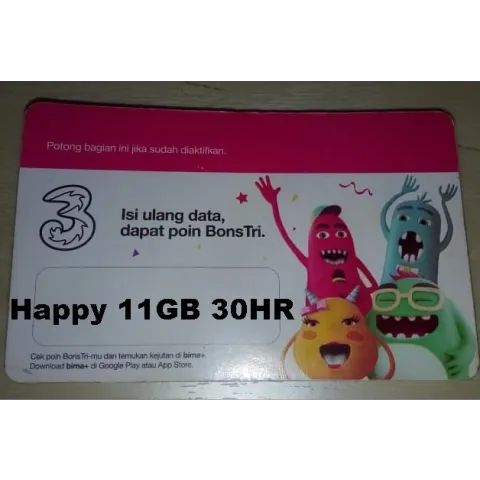 Potong bagian ini jika sudah diaktifkan.
3
Isi ulang data,
dapat poin BonsTri.
Happy 11GB 30HR
Cek poin BonsTri-mu dan temukan kejutan di bima+.
Download bima+ di Google Play atau App Store.